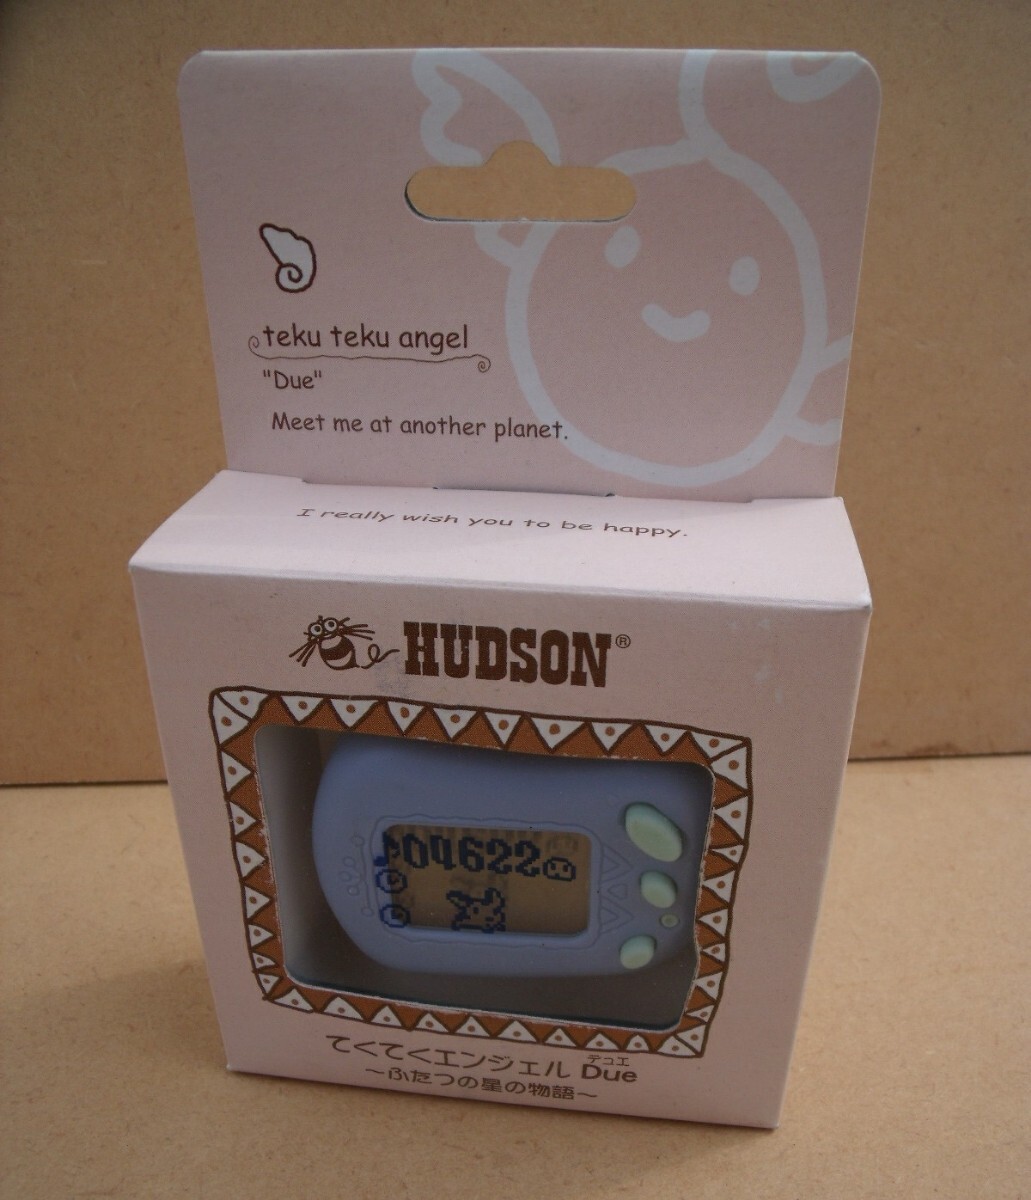 teku teku angel
"Due"
Meet me at another planet.
I really wish you to be happy.
HUDSON®
04622
てくてくエンジェル Due
デュエ
～ふたつの星の物語～